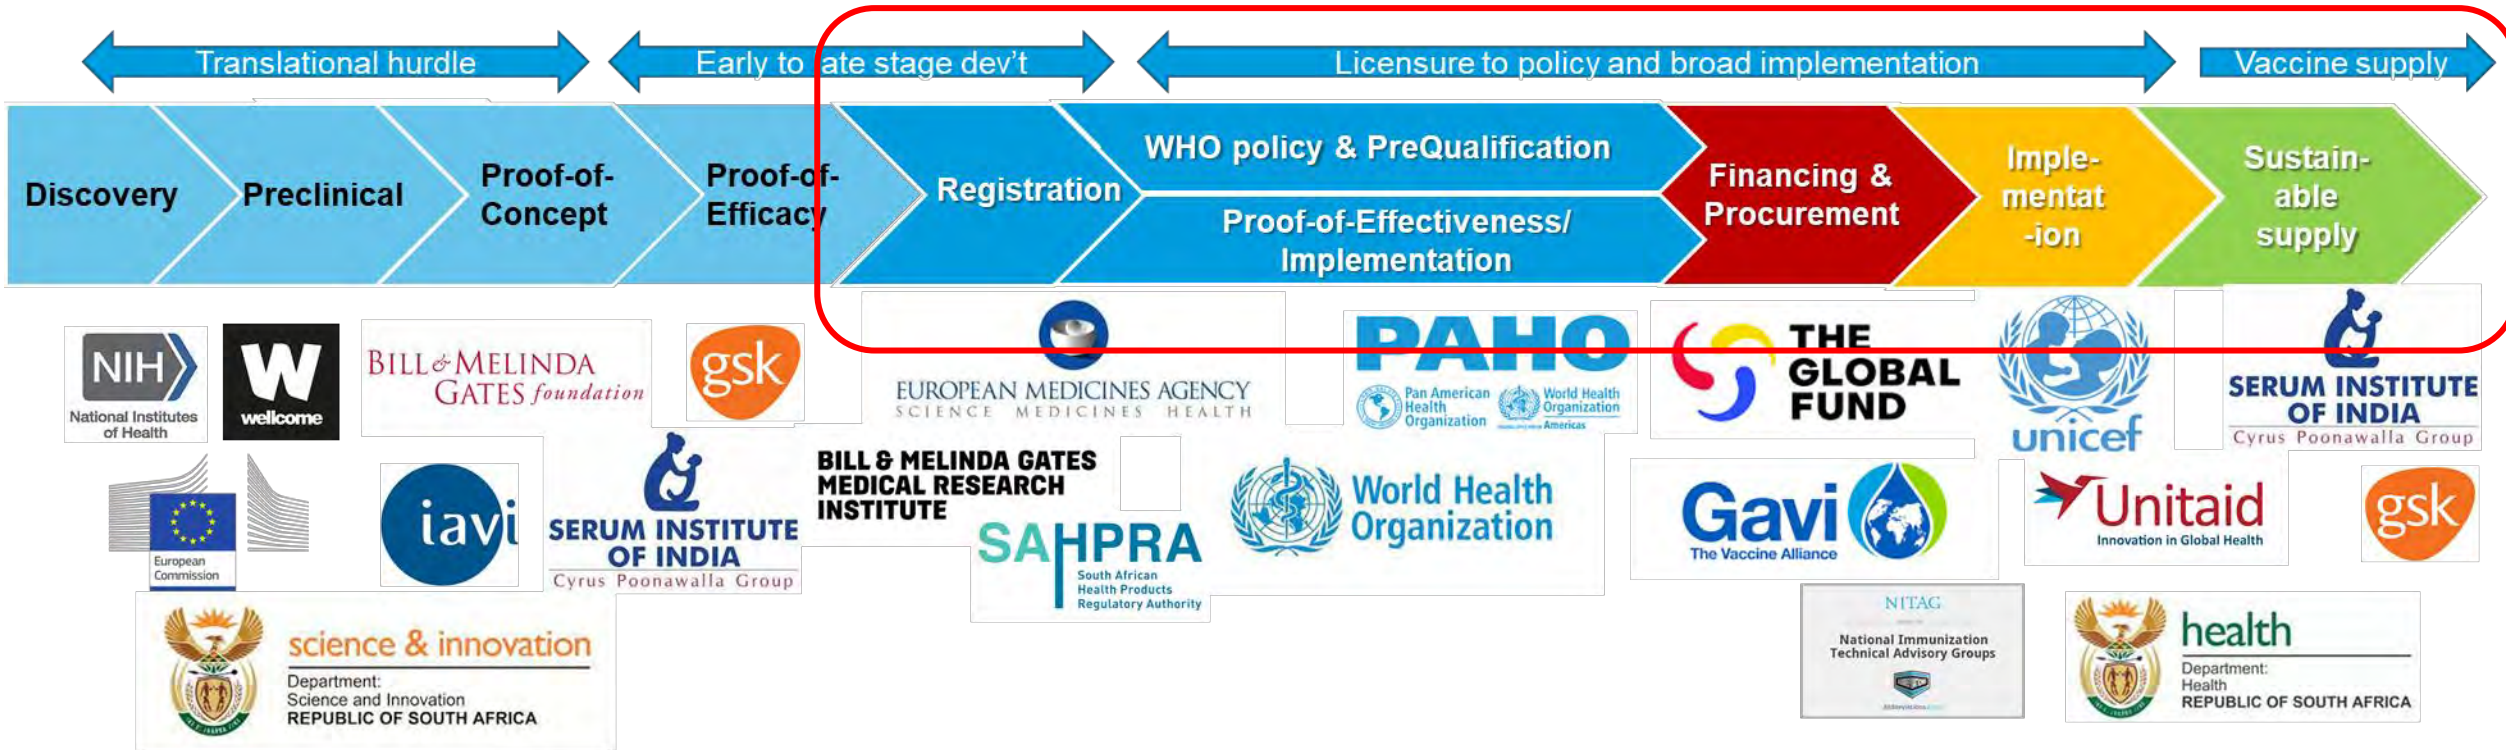 Translational hurdle
Early to late stage dev't
Licensure to policy and broad implementation
Vaccine supply
Discovery
Preclinical
Proof-of-
Concept
Proof-of-
Efficacy
Registration
WHO policy & PreQualification
Proof-of-Effectiveness/
Implementation
Financing &
Procurement
Imple-
mentat
-ion
Sustain-
able
supply
NIH
National Institutes
of Health
W
wellcome
BILL & MELINDA
GATES foundation
gsk
EUROPEAN MEDICINES AGENCY
SCIENCE MEDICINES HEALTH
PAHO
Pan American
Health
Organization
World Health
Organization
Americas
THE
GLOBAL
FUND
unicef
SERUM INSTITUTE
OF INDIA
Cyrus Poonawalla Group
European
Commission
iavi
SERUM INSTITUTE
OF INDIA
Cyrus Poonawalla Group
BILL & MELINDA GATES
MEDICAL RESEARCH
INSTITUTE
SAHPRA
South African
Health Products
Regulatory Authority
World Health
Organization
Gavi
The Vaccine Alliance
Unitaid
Innovation in Global Health
gsk
science & innovation
Department:
Science and Innovation
REPUBLIC OF SOUTH AFRICA
NITAG
National Immunization
Technical Advisory Groups
health
Department:
Health
REPUBLIC OF SOUTH AFRICA